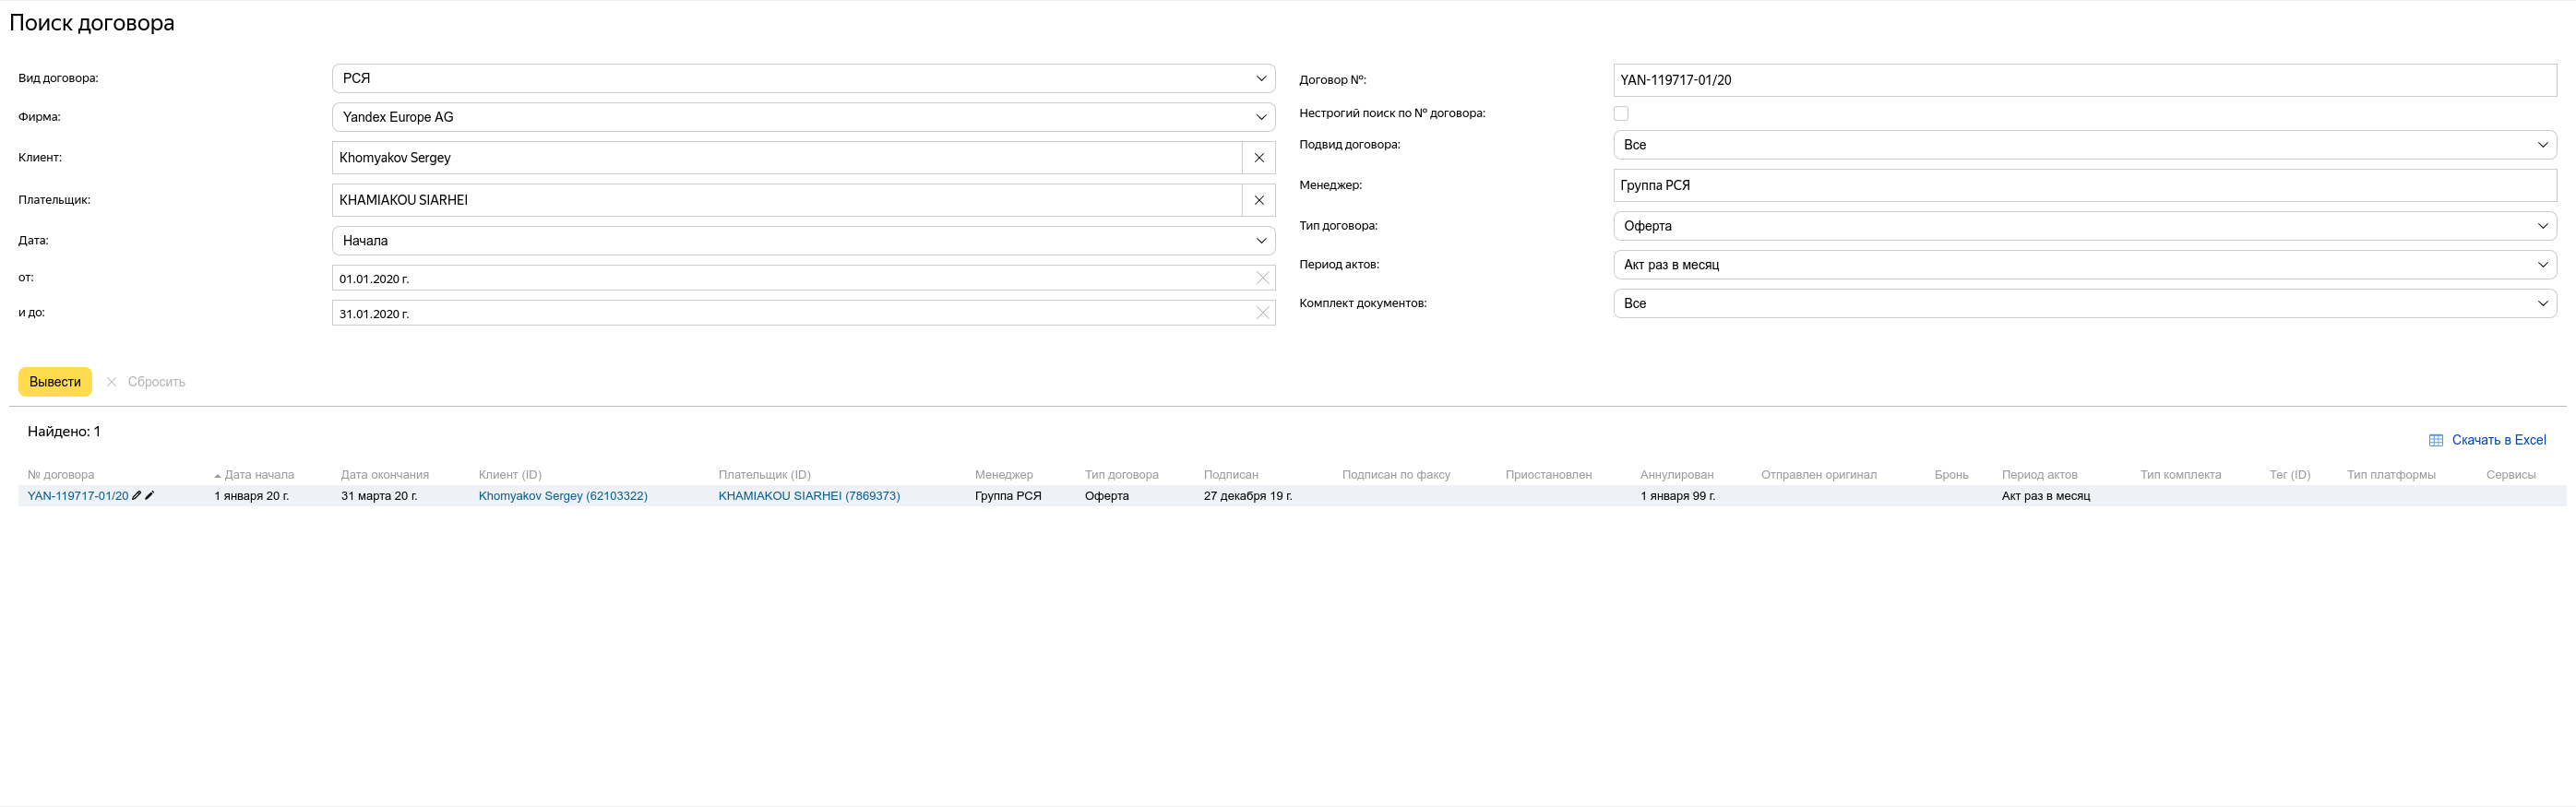 Поиск договора
Вид договора: РСЯ
Фирма: Yandex Europe AG
Клиент: Khomyakov Sergey
Плательщик: KHAMIAKOU SIARHEI
Дата: Начала
от: 01.01.2020 г.
и до: 31.01.2020 г.
Договор №: YAN-119717-01/20
Нестрогий поиск по № договора:
Подвид договора: Все
Менеджер: Группа РСЯ
Тип договора: Оферта
Период актов: Акт раз в месяц
Комплект документов: Все
Вывести Сбросить
Найдено: 1
Скачать в Excel
№ договора Дата начала Дата окончания Клиент (ID) Плательщик (ID) Менеджер Тип договора Подписан Подписан по факсу Приостановлен Аннулирован Отправлен оригинал Бронь Период актов Тип комплекта Тег (ID) Тип платформы Сервисы
YAN-119717-01/20 1 января 20 г. 31 марта 20 г. Khomyakov Sergey (62103322) KHAMIAKOU SIARHEI (7869373) Группа РСЯ Оферта 27 декабря 19 г. 1 января 99 г. Акт раз в месяц